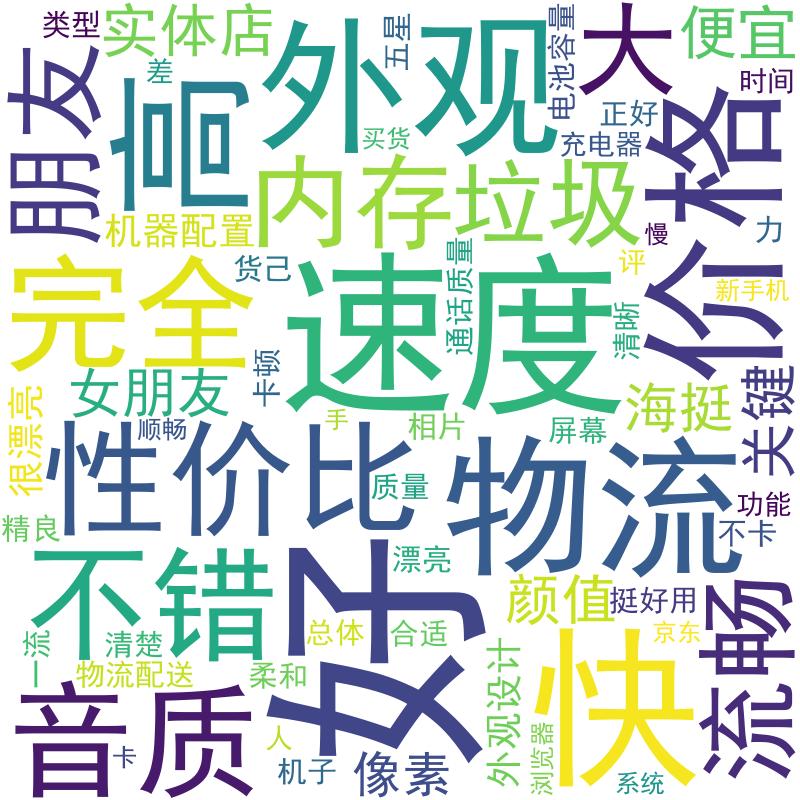 类型
实体店
外观
五星
电池容量
大
便宜
差
时间
朋友
高
买货
正好
充电器
价格
内存
垃圾
机器配置
慢
力
完全
货己
速度
通话质量
清晰
评
新手机
卡顿
女朋友
很漂亮
顺畅
手
相片
屏幕
海挺
关键
性价比
质量
物流
功能
不卡
精良
不错
好
漂亮
颜值
挺好用
流畅
一流
清楚
总体
合适
京东
物流配送
柔和
外观设计
快
音质
人
卡
机子
像素
浏览器
系统